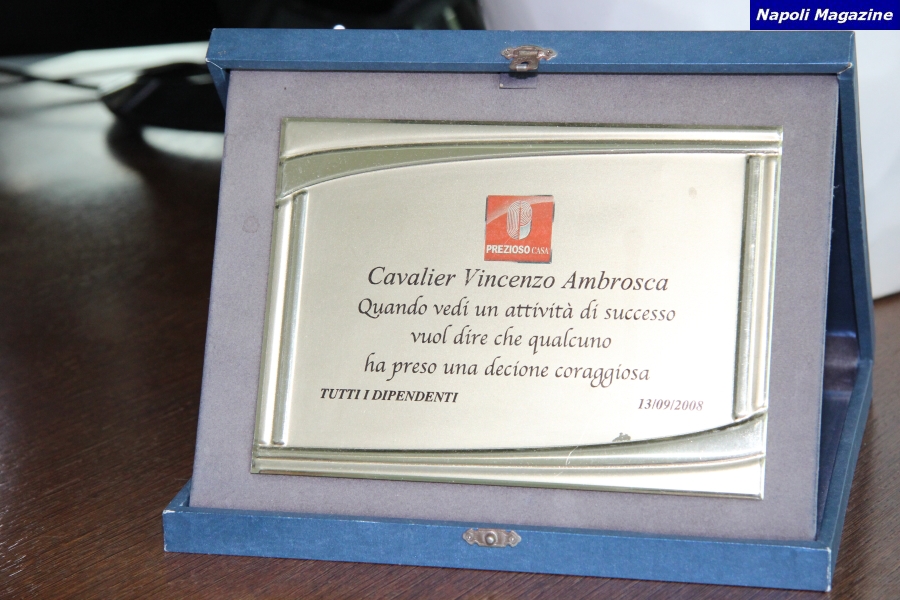 Napoli Magazine
PREZIOSO CASA
Cavalier Vincenzo Ambrosca
Quando vedi un attività di successo
vuol dire che qualcuno
ha preso una decione coraggiosa
TUTTI I DIPENDENTI
13/09/2008